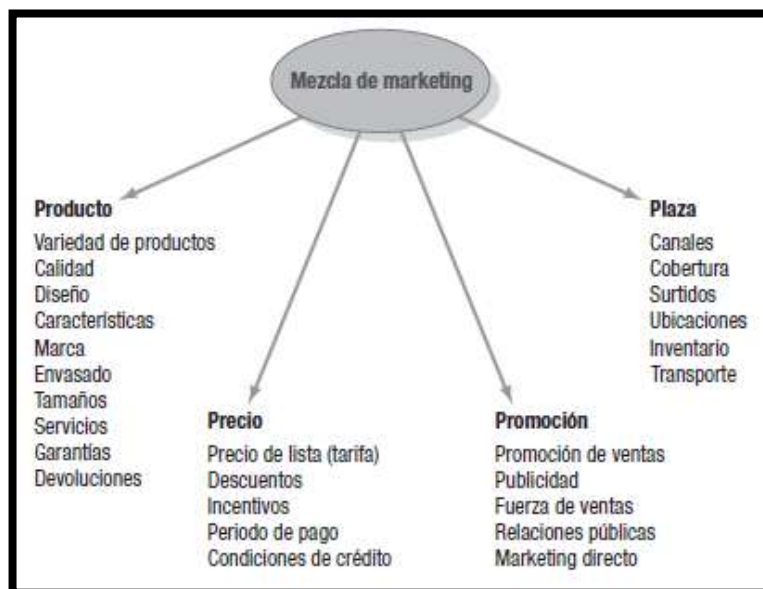 Mezcla de marketing
Producto
Variedad de productos
Calidad
Diseño
Características
Marca
Envasado
Tamaños
Servicios
Garantías
Devoluciones
Precio
Precio de lista (tarifa)
Descuentos
Incentivos
Periodo de pago
Condiciones de crédito
Promoción
Promoción de ventas
Publicidad
Fuerza de ventas
Relaciones públicas
Marketing directo
Plaza
Canales
Cobertura
Surtidos
Ubicaciones
Inventario
Transporte